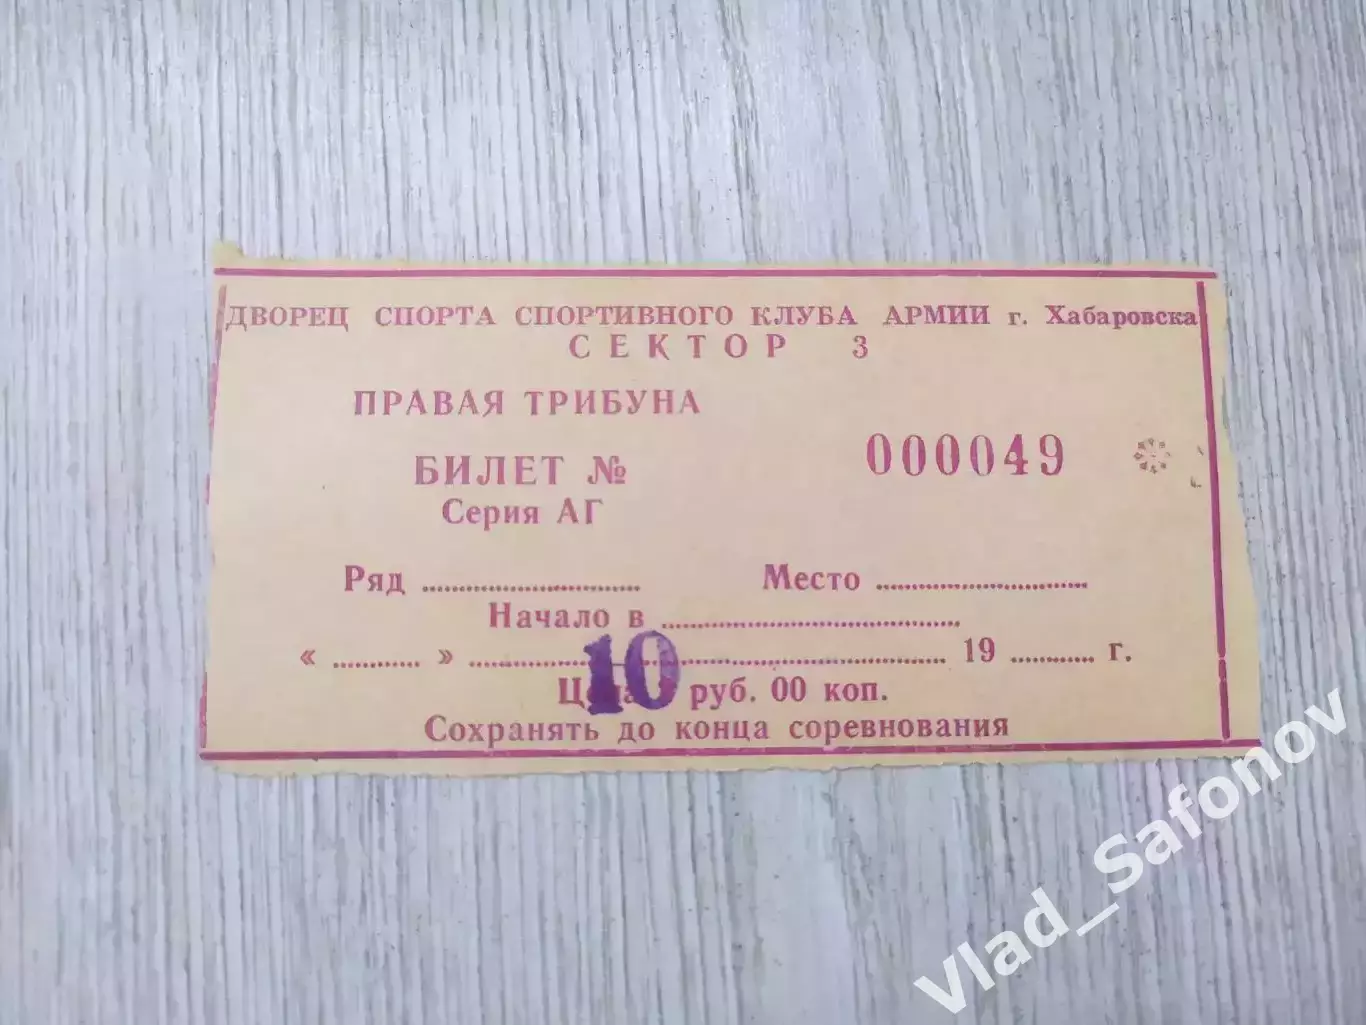 ДВОРЕЦ СПОРТА СПОРТИВНОГО КЛУБА АРМИИ г. Хабаровска
СЕКТОР 3
ПРАВАЯ ТРИБУНА
БИЛЕТ № 000049
Серия АГ
Ряд ........ Место ........
Начало в ........
« ........ » ........ 19 ........ г.
Цена 10 руб. 00 коп.
Сохранять до конца соревнования
Vlad_Safonov